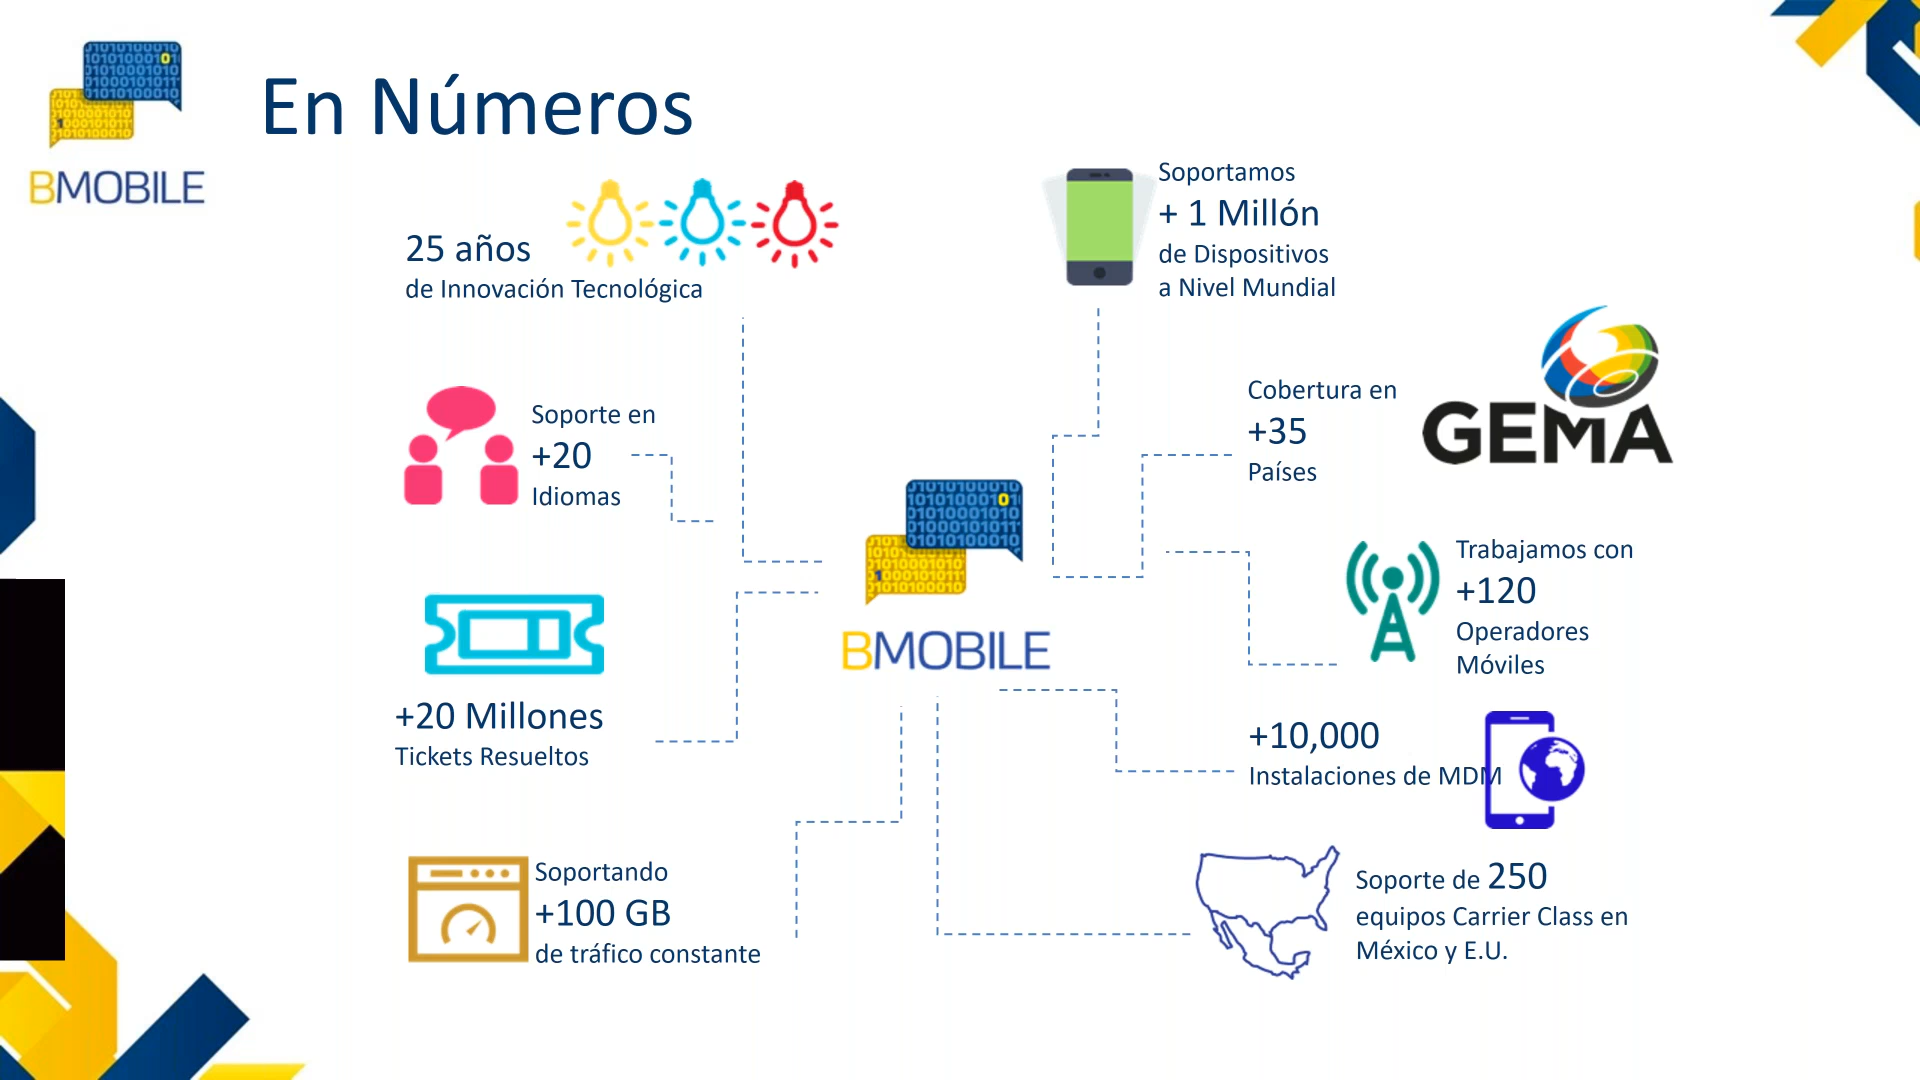 BMOBILE
En Números
25 años
de Innovación Tecnológica
Soporte en
+20
Idiomas
+20 Millones
Tickets Resueltos
Soportando
+100 GB
de tráfico constante
BMOBILE
Soportamos
+ 1 Millón
de Dispositivos
a Nivel Mundial
Cobertura en
+35
Países
GEMA
Trabajamos con
+120
Operadores
Móviles
+10,000
Instalaciones de MDM
Soporte de 250
equipos Carrier Class en
México y E.U.